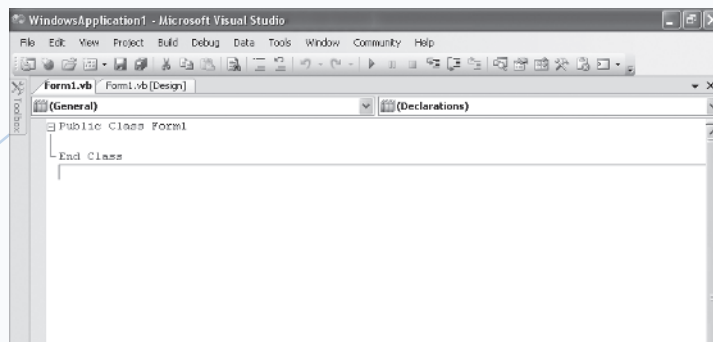 WindowsApplication1 - Microsoft Visual Studio
File Edit View Project Build Debug Data Tools Window Community Help
Form1.vb Form1.vb [Design]
Toolbox
(General) (Declarations)
Public Class Form1
End Class